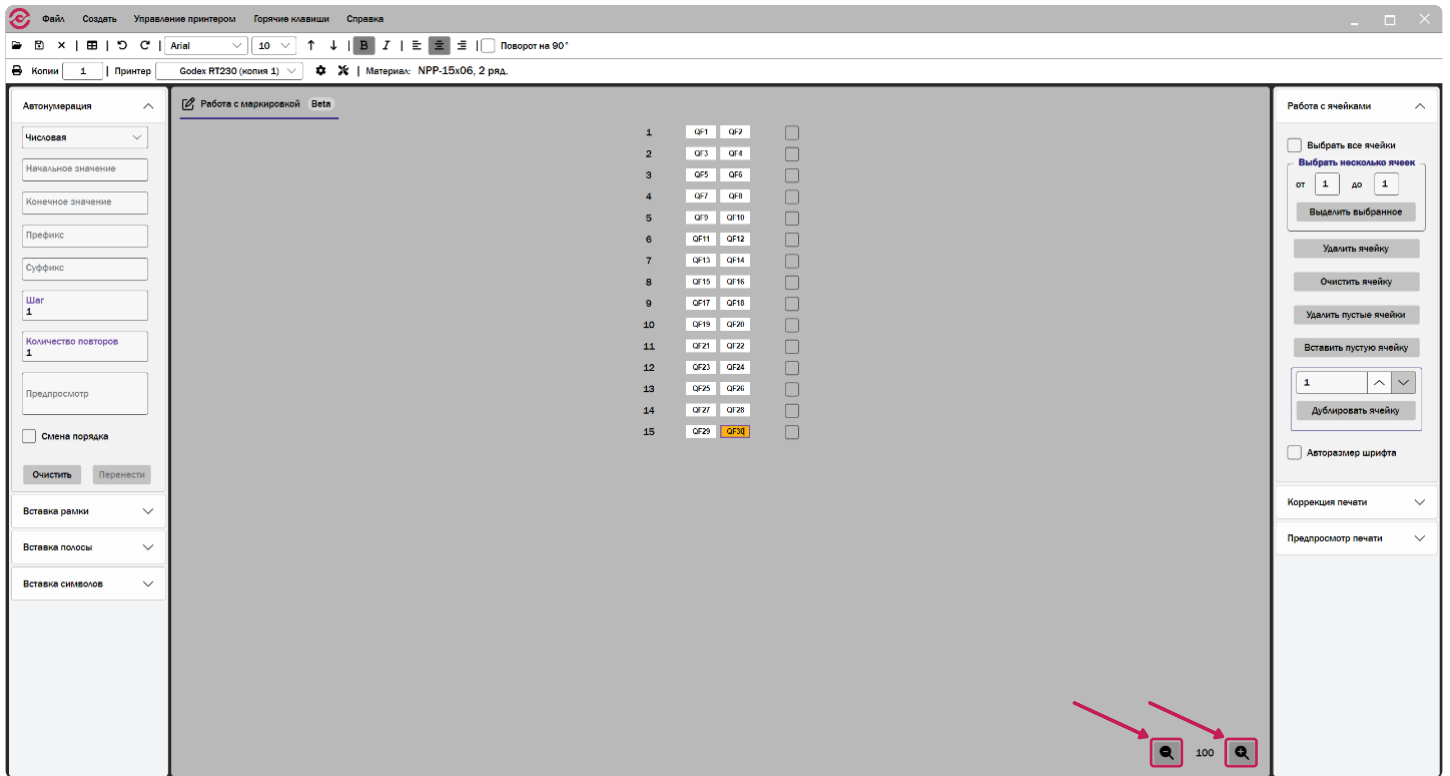 Файл Создать Управление принтером Горячие клавиши Справка
Arial 10 B I Поворот на 90°
Копии 1 Принтер Godex RT230 (копия 1) Материал: NPP-15x06, 2 ряд.
Автонумерация
Числовая
Начальное значение
Конечное значение
Префикс
Суффикс
Шаг
1
Количество повторов
1
Предпросмотр
Смена порядка
Очистить Перенести
Вставка рамки
Вставка полосы
Вставка символов
Работа с маркировкой Beta
1 QF1 QF2
2 QF3 QF4
3 QF5 QF6
4 QF7 QF8
5 QF9 QF10
6 QF11 QF12
7 QF13 QF14
8 QF15 QF16
9 QF17 QF18
10 QF19 QF20
11 QF21 QF22
12 QF23 QF24
13 QF25 QF26
14 QF27 QF28
15 QF29 QF30
100
Работа с ячейками
Выбрать все ячейки
Выбрать несколько ячеек
от 1 до 1
Выделить выбранное
Удалить ячейку
Очистить ячейку
Удалить пустые ячейки
Вставить пустую ячейку
1
Дублировать ячейку
Авторазмер шрифта
Коррекция печати
Предпросмотр печати